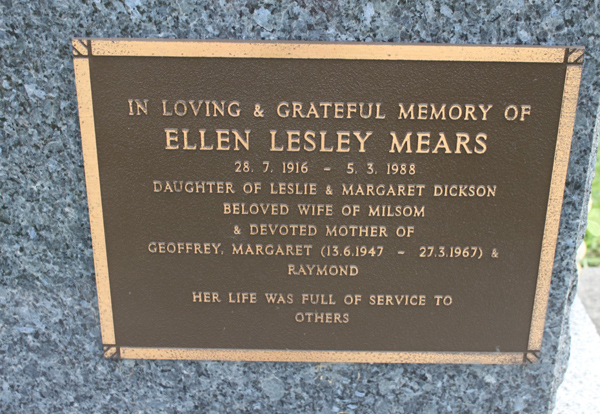 IN LOVING & GRATEFUL MEMORY OF
ELLEN LESLEY MEARS
28. 7. 1916 - 5. 3. 1988
DAUGHTER OF LESLIE & MARGARET DICKSON
BELOVED WIFE OF MILSOM
& DEVOTED MOTHER OF
GEOFFREY, MARGARET (13.6.1947 - 27.3.1967) &
RAYMOND
HER LIFE WAS FULL OF SERVICE TO
OTHERS